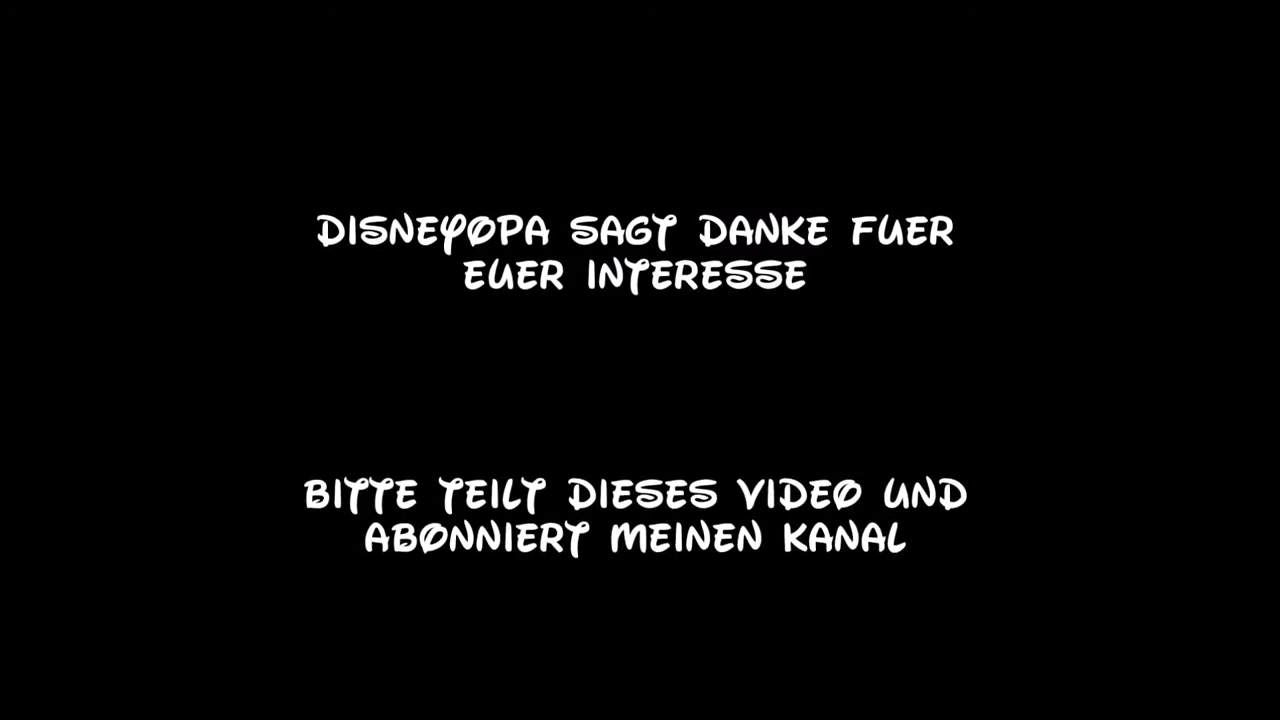 DISNEYOPA SAGT DANKE FUER
EUER INTERESSE
BITTE TEILT DIESES VIDEO UND
ABONNIERT MEINEN KANAL